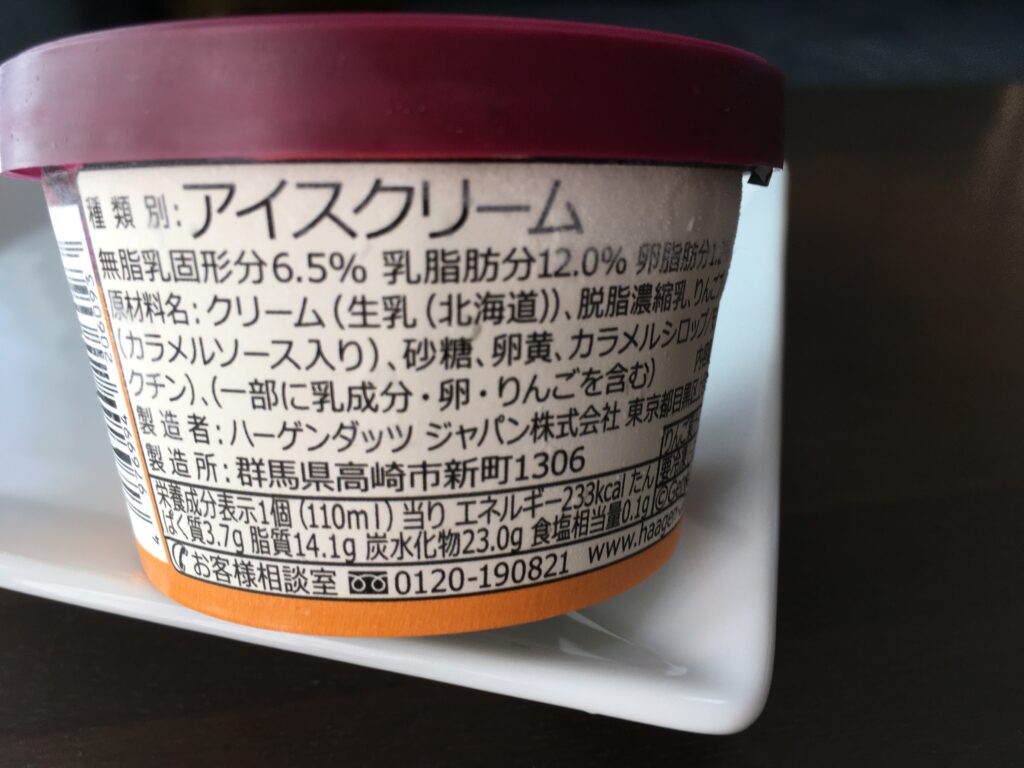 種類別:アイスクリーム
無脂乳固形分6.5% 乳脂肪分12.0% 卵脂肪分1.2
原材料名:クリーム(生乳(北海道))、脱脂濃縮乳、りんご
(カラメルソース入り)、砂糖、卵黄、カラメルシロップ/
クチン)、(一部に乳成分・卵・りんごを含む)
製造者:ハーゲンダッツ ジャパン株式会社 東京都目黒区
製造所:群馬県高崎市新町1306
栄養成分表示1個(110ml)当り エネルギー233kcal たん
ぱく質3.7g 脂質14.1g 炭水化物23.0g 食塩相当量0.1g
お客様相談室 0120-190821 www.haagen